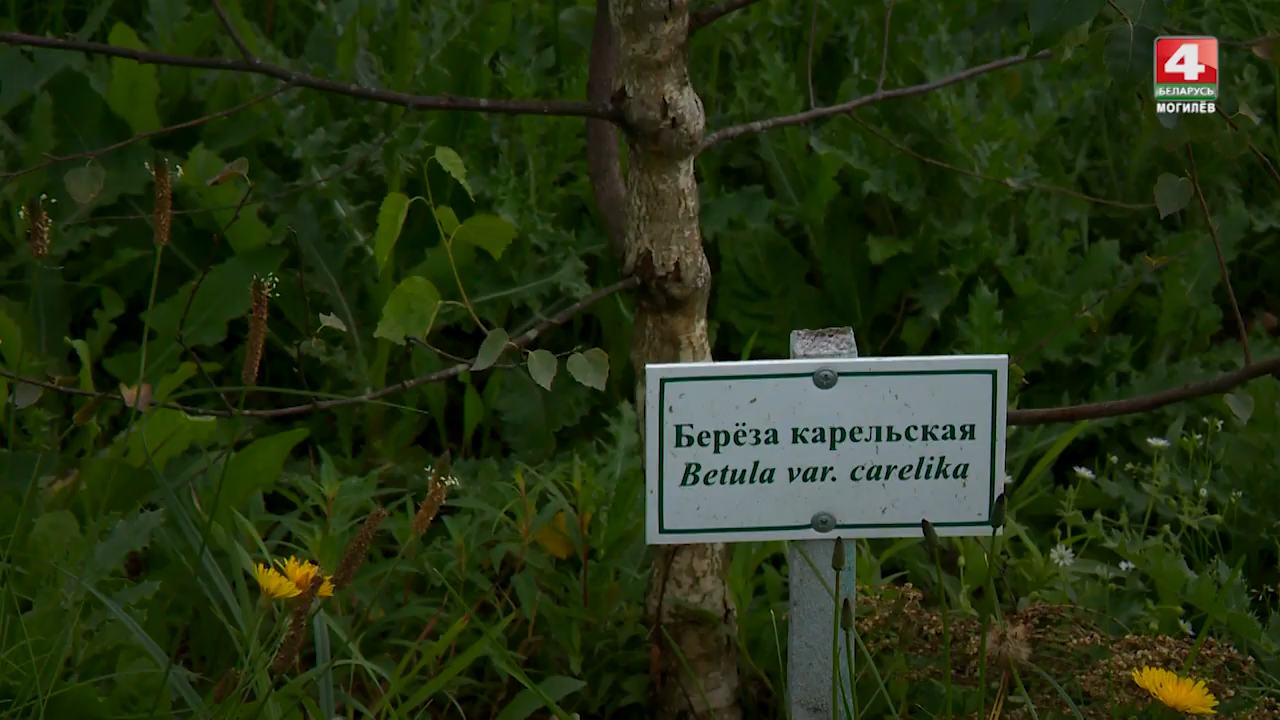 4
БЕЛАРУСЬ
МОГИЛЁВ
Берёза карельская
Betula var. carelika